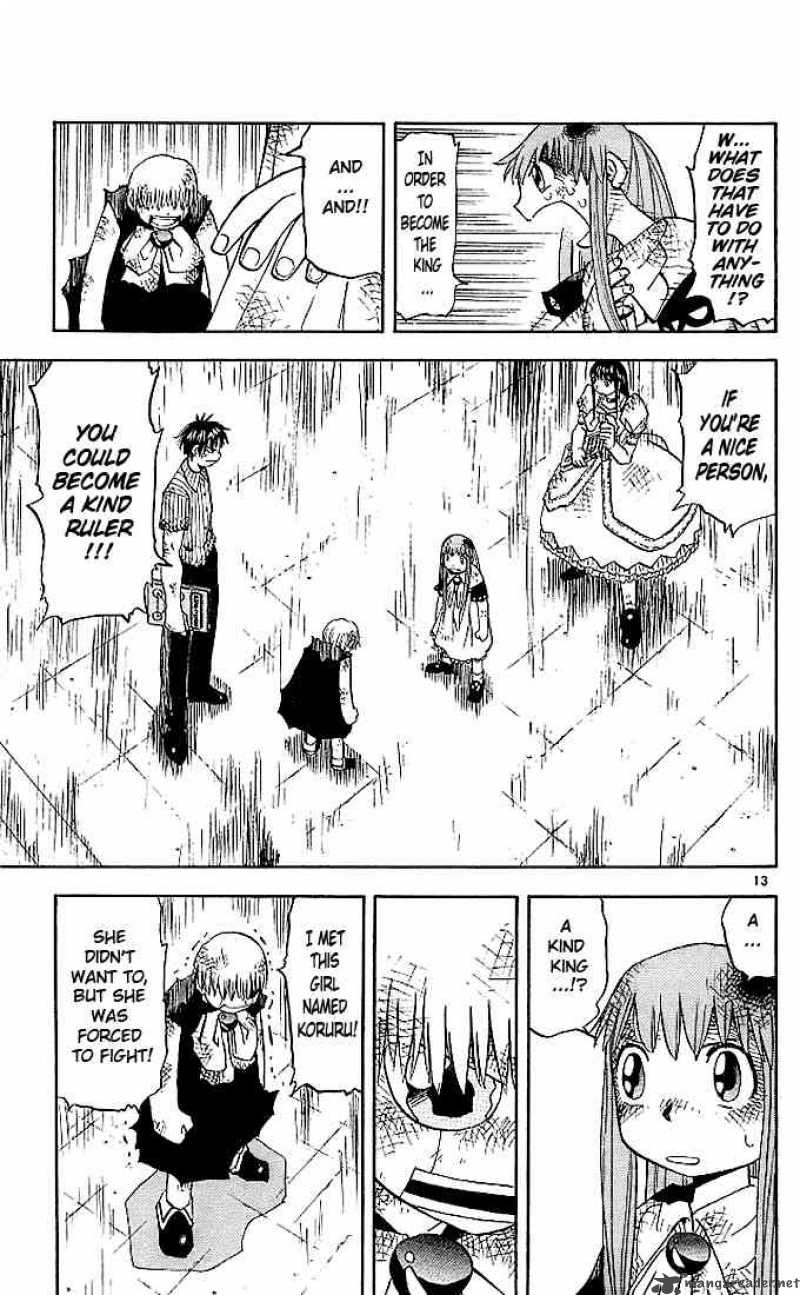 W...
WHAT
DOES
THAT
HAVE
TO DO
WITH
ANY-
THING
!?
IN
ORDER
TO
BECOME
THE
KING
...
AND
...
AND!!
IF
YOU'RE
A NICE
PERSON,
YOU
COULD
BECOME
A KIND
RULER
!!!
13
A
...
A
KIND
KING
...!?
I MET
THIS
GIRL
NAMED
KORURU!
SHE
DIDN'T
WANT TO,
BUT SHE
WAS
FORCED
TO FIGHT!
mangareader.net